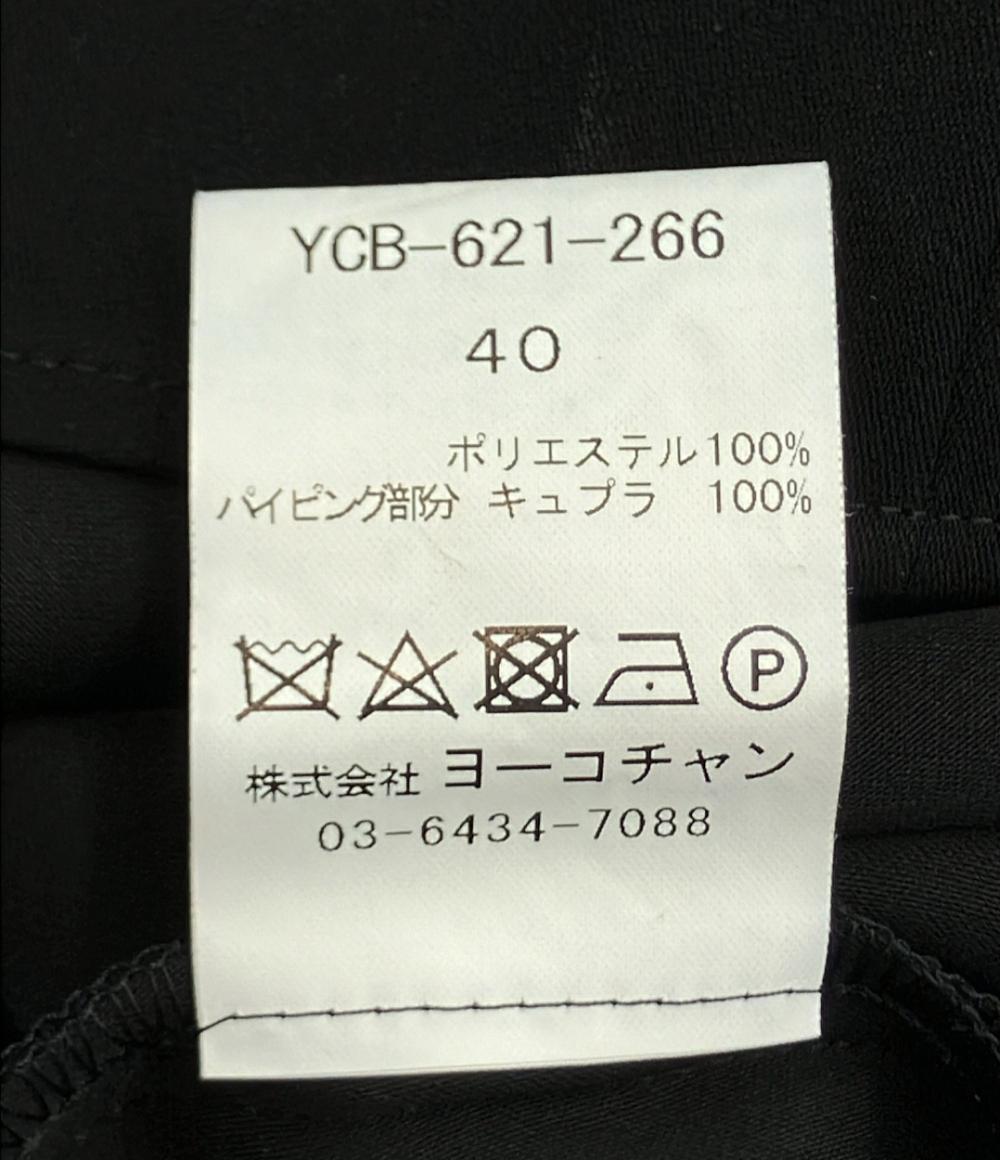 YCB-621-266
40
ポリエステル100%
パイピング部分 キュプラ 100%
P
株式会社 ヨーコチャン
03-6434-7088